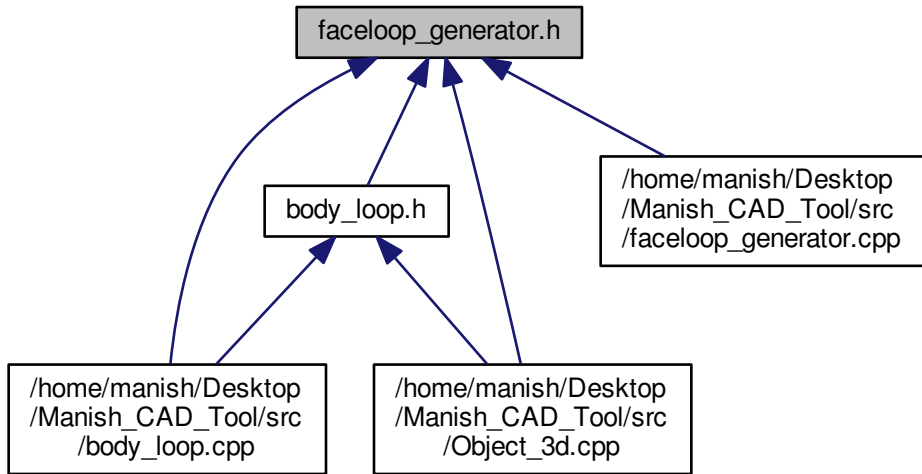 faceloop_generator.h
body_loop.h
/home/manish/Desktop
/Manish_CAD_Tool/src
/faceloop_generator.cpp
/home/manish/Desktop
/Manish_CAD_Tool/src
/body_loop.cpp
/home/manish/Desktop
/Manish_CAD_Tool/src
/Object_3d.cpp